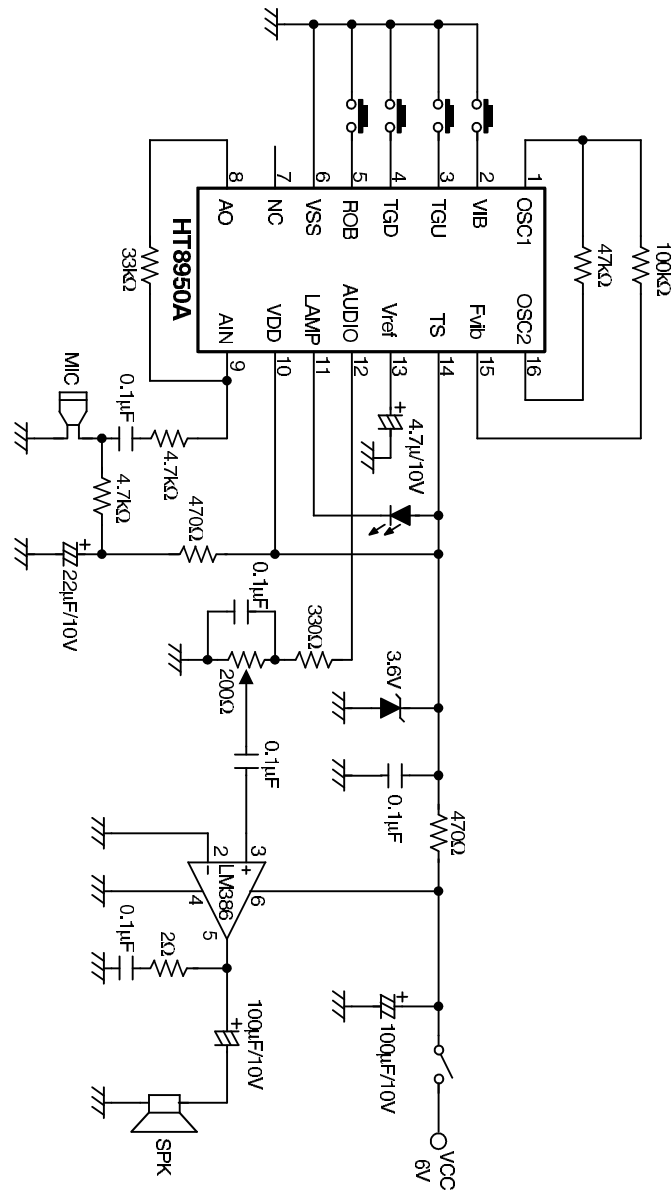 100kΩ
47kΩ
OSC1
OSC2
1
16
VIB
Fvib
2
15
TGU
TS
3
14
TGD
Vref
4
13
ROB
AUDIO
5
12
VSS
LAMP
6
11
NC
VDD
7
10
AO
AIN
8
9
HT8950A
33kΩ
4.7µ/10V
MIC
0.1µF
4.7kΩ
4.7kΩ
470Ω
+
22µF/10V
+
0.1µF
330Ω
200Ω
3.6V
0.1µF
470Ω
0.1µF
3
+
2
−
LM386
6
4
5
2Ω
0.1µF
+
100µF/10V
+
100µF/10V
SPK
VCC
6V